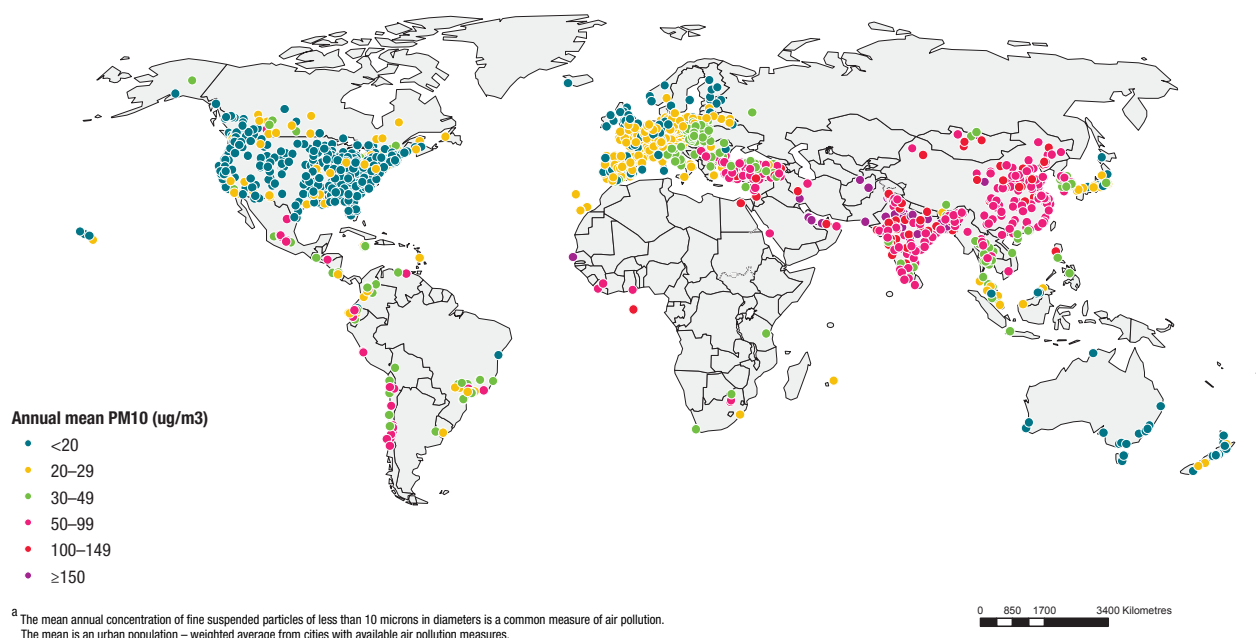 Annual mean PM10 (ug/m3)
<20
20–29
30–49
50–99
100–149
≥150
0 850 1700 3400 Kilometres
a The mean annual concentration of fine suspended particles of less than 10 microns in diameters is a common measure of air pollution.
The mean is an urban population – weighted average from cities with available air pollution measures.